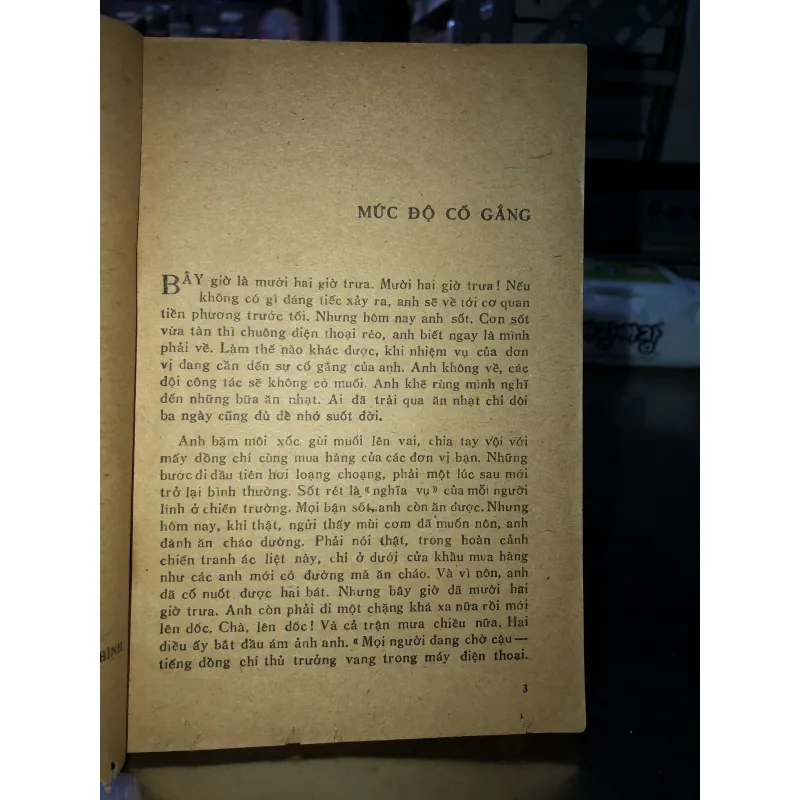 MỨC ĐỘ CỐ GẮNG
BÂY giờ là mười hai giờ trưa. Mười hai giờ trưa! Nếu
không có gì đáng tiếc xảy ra, anh sẽ về tới cơ quan
tiền phương trước tối. Nhưng hôm nay anh sốt. Cơn sốt
vừa tàn thì chuông điện thoại réo, anh biết ngay là mình
phải về. Làm thế nào khác được, khi nhiệm vụ của đơn
vị đang cần đến sự cố gắng của anh. Anh không về, các
đội công tác sẽ không có muối. Anh khẽ rùng mình nghĩ
đến những bữa ăn nhạt. Ai đã trải qua ăn nhạt chỉ đôi
ba ngày cũng đủ để nhớ suốt đời.
Anh bặm môi xốc gùi muối lên vai, chia tay vội với
mấy đồng chí cùng mua hàng của các đơn vị bạn. Những
bước đi đầu tiên hơi loạng choạng, phải một lúc sau mới
trở lại bình thường. Sốt rét là «nghĩa vụ» của mỗi người
lính ở chiến trường. Mọi bận sốt, anh còn ăn được. Nhưng
hôm nay, khỉ thật, ngửi thấy mùi cơm đã muốn nôn, anh
đành ăn cháo đường. Phải nói thật, trong hoàn cảnh
chiến tranh ác liệt này, chỉ ở dưới cửa khẩu mua hàng
như các anh mới có đường mà ăn cháo. Và vì nôn, anh
đã cố nuốt được hai bát. Nhưng bây giờ đã mười hai
giờ trưa. Anh còn phải đi một chặng khá xa nữa rồi mới
lên dốc. Chà, lên dốc! Và cả trận mưa chiều nữa, Hai
điều ấy bắt đầu ám ảnh anh. «Mọi người đang chờ cậu —
tiếng đồng chí thủ trưởng vang trong máy điện thoại.
3
1
BÌNH